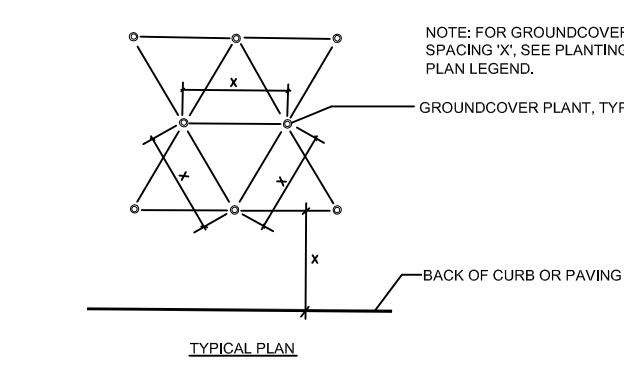 NOTE: FOR GROUNDCOVER
SPACING 'X', SEE PLANTING
PLAN LEGEND.
X
GROUNDCOVER PLANT, TYP
X
X
X
BACK OF CURB OR PAVING
TYPICAL PLAN